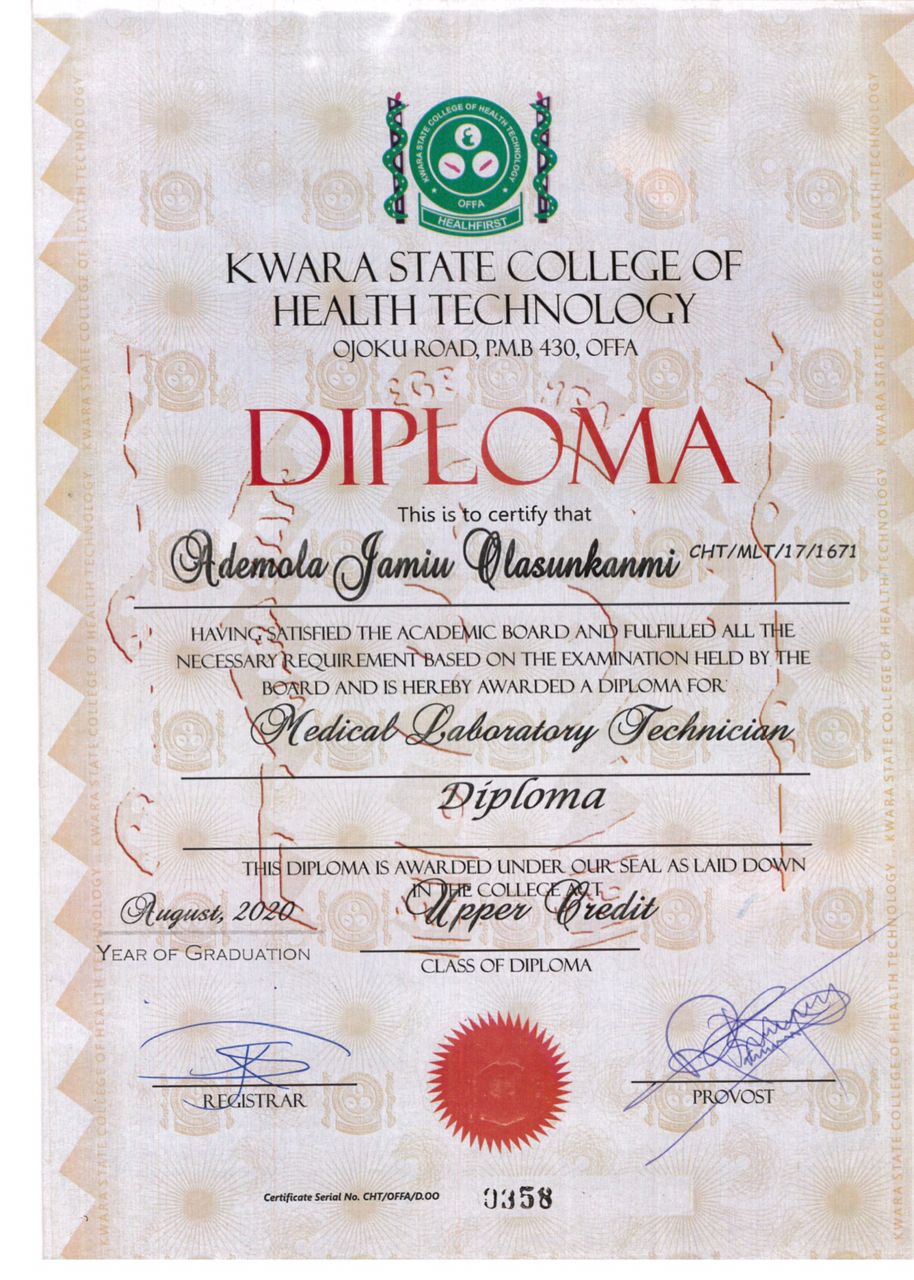 KWARA STATE COLLEGE OF HEALTH TECHNOLOGY
OFFA
HEALHFIRST
KWARA STATE COLLEGE OF
HEALTH TECHNOLOGY
OJOKU ROAD, P.M.B 430, OFFA
DIPLOMA
This is to certify that
Ademola Jamiu Olasunkanmi CHT/MLT/17/1671
HAVING SATISFIED THE ACADEMIC BOARD AND FULFILLED ALL THE
NECESSARY REQUIREMENT BASED ON THE EXAMINATION HELD BY THE
BOARD AND IS HEREBY AWARDED A DIPLOMA FOR
Medical Laboratory Technician
Diploma
THIS DIPLOMA IS AWARDED UNDER OUR SEAL AS LAID DOWN
IN THE COLLEGE ACT
August, 2020 Upper Credit
YEAR OF GRADUATION
CLASS OF DIPLOMA
REGISTRAR PROVOST
Certificate Serial No. CHT/OFFA/D.OO 0358